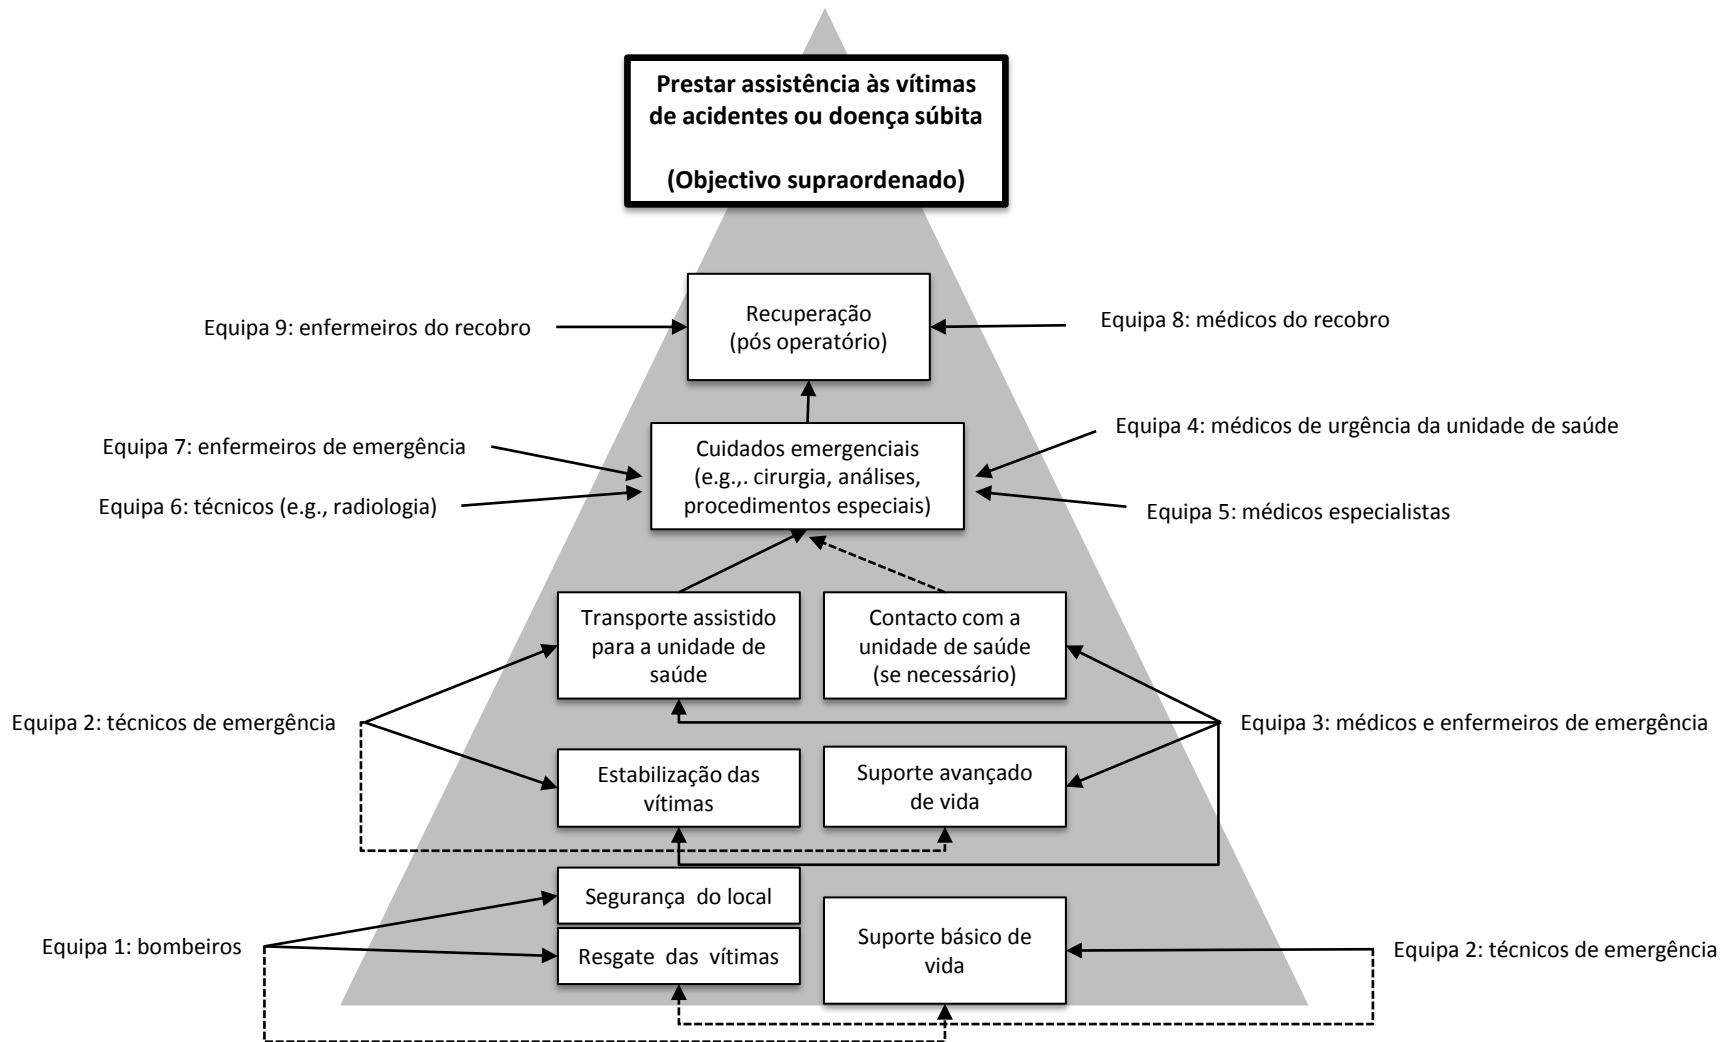 Prestar assistência às vítimas
de acidentes ou doença súbita
(Objectivo supraordenado)
Equipa 9: enfermeiros do recobro
Recuperação
(pós operatório)
Equipa 8: médicos do recobro
Equipa 7: enfermeiros de emergência
Equipa 6: técnicos (e.g., radiologia)
Cuidados emergenciais
(e.g.,. cirurgia, análises,
procedimentos especiais)
Equipa 4: médicos de urgência da unidade de saúde
Equipa 5: médicos especialistas
Transporte assistido
para a unidade de
saúde
Contacto com a
unidade de saúde
(se necessário)
Equipa 2: técnicos de emergência
Equipa 3: médicos e enfermeiros de emergência
Estabilização das
vítimas
Suporte avançado
de vida
Segurança do local
Equipa 1: bombeiros
Resgate das vítimas
Suporte básico de
vida
Equipa 2: técnicos de emergência